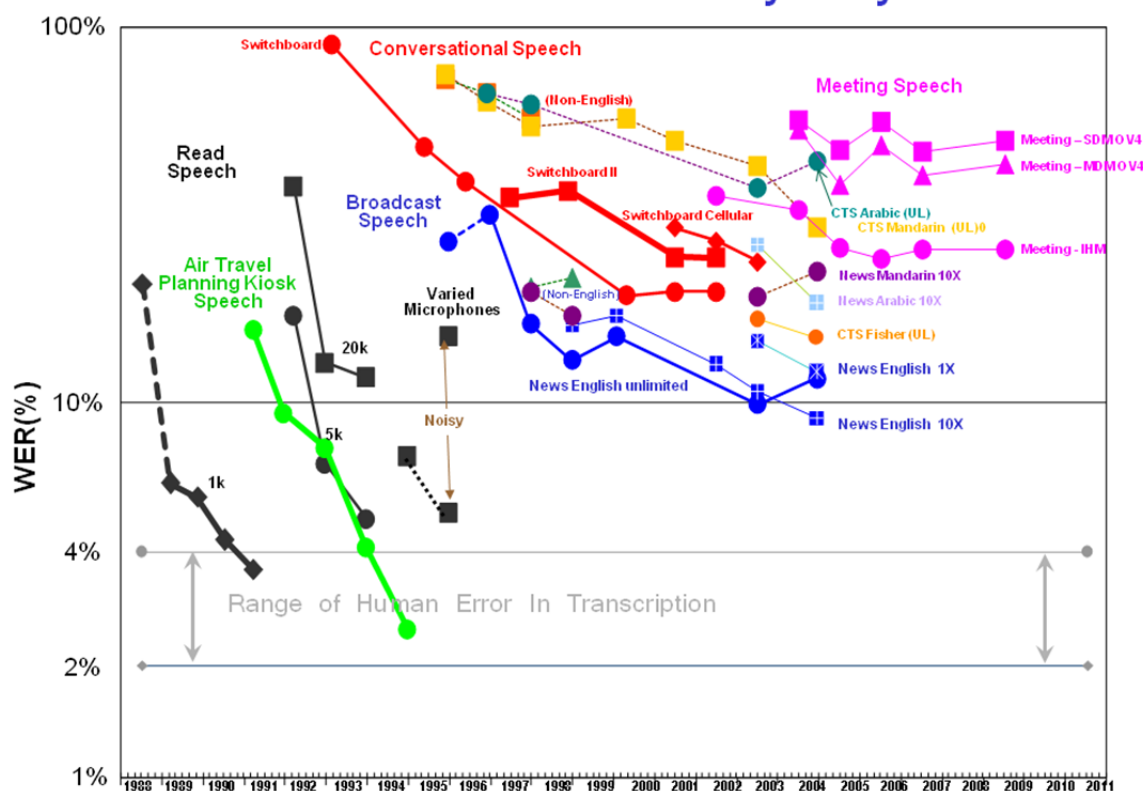 100%
Switchboard
Conversational Speech
(Non-English)
Meeting Speech
Meeting – SDM OV4
Meeting – MDM OV4
Read
Speech
Switchboard II
Broadcast
Speech
Switchboard Cellular
CTS Arabic (UL)
CTS Mandarin (UL)0
Meeting - IHM
Air Travel
Planning Kiosk
Speech
Varied
Microphones
(Non-English)
News Mandarin 10X
News Arabic 10X
CTS Fisher (UL)
20k
News English unlimited
News English 1X
10%
Noisy
5k
News English 10X
WER(%)
1k
4%
Range of Human Error In Transcription
2%
1%
1988 1989 1990 1991 1992 1993 1994 1995 1996 1997 1998 1999 2000 2001 2002 2003 2004 2005 2006 2007 2008 2009 2010 2011